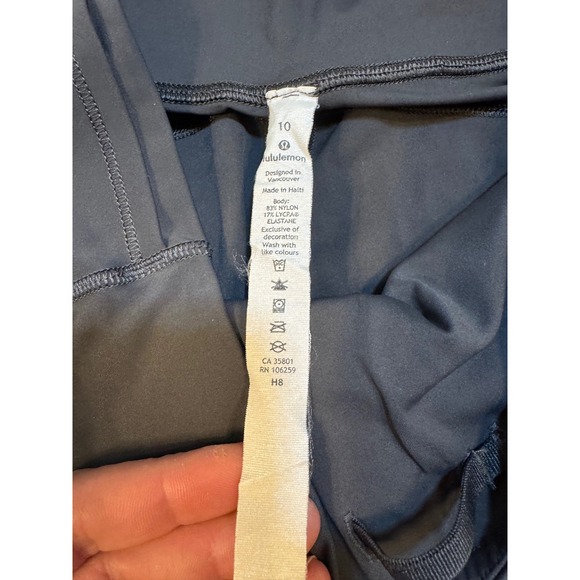 10
lululemon
Designed in
Vancouver
Made in Haiti
Body:
83% NYLON
17% LYCRA®
ELASTANE
Exclusive of
decoration
Wash with
like colours
CA 35801
RN 106259
H8